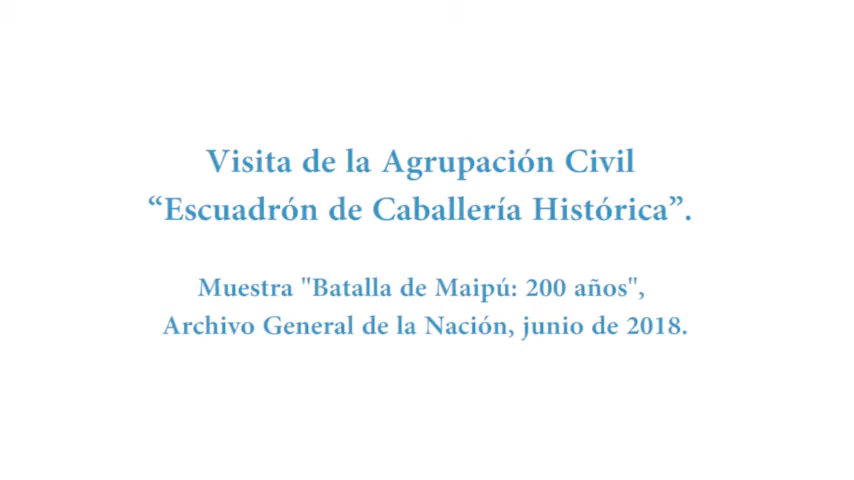 Visita de la Agrupación Civil
“Escuadrón de Caballería Histórica”.
Muestra "Batalla de Maipú: 200 años",
Archivo General de la Nación, junio de 2018.